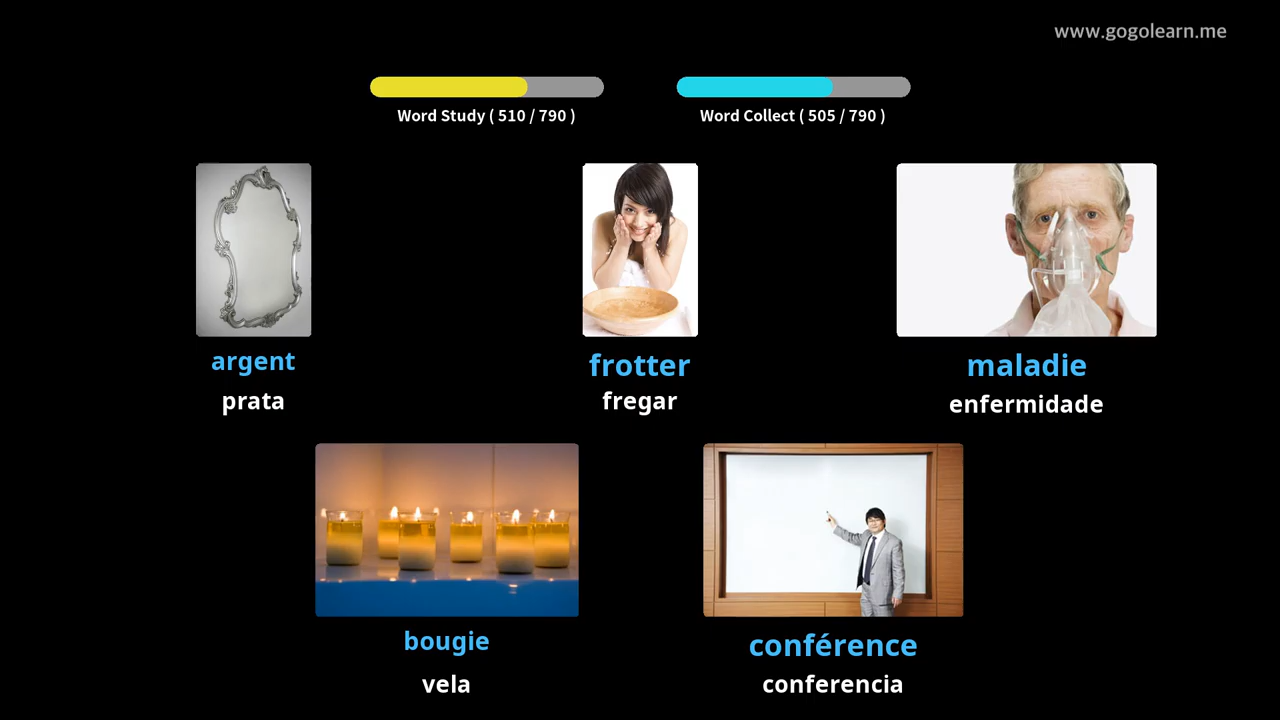 www.gogolearn.me
Word Study ( 510 / 790 )
Word Collect ( 505 / 790 )
argent
prata
frotter
fregar
maladie
enfermidade
bougie
vela
conférence
conferencia